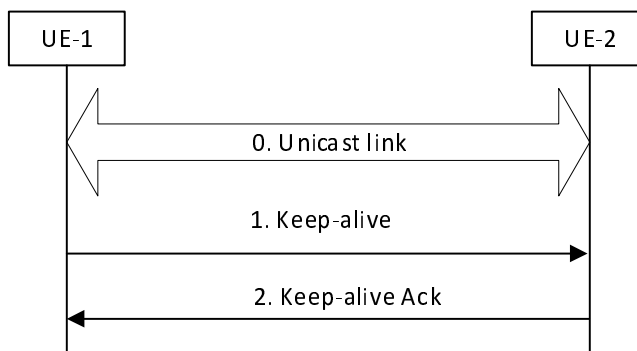 UE-1
UE-2
0. Unicast link
1. Keep-alive
2. Keep-alive Ack